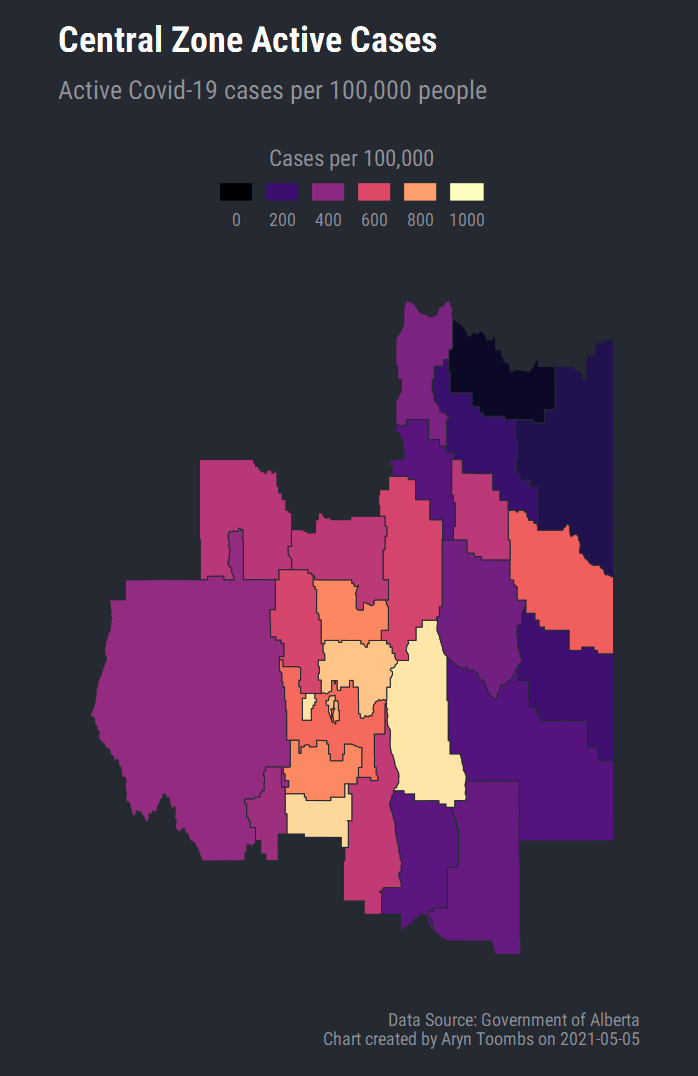 Central Zone Active Cases
Active Covid-19 cases per 100,000 people
Cases per 100,000
0 200 400 600 800 1000
Data Source: Government of Alberta
Chart created by Aryn Toombs on 2021-05-05